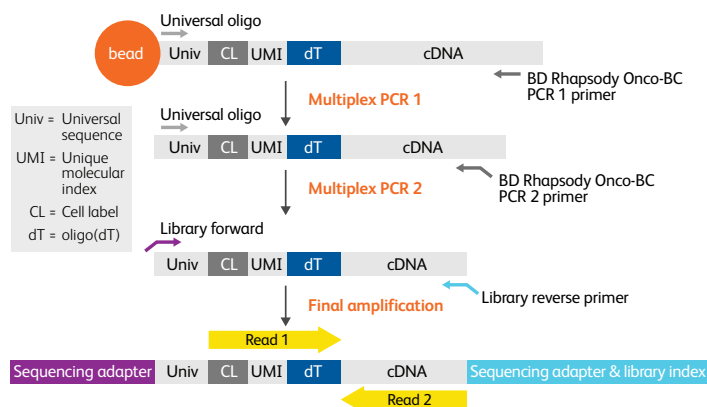 Universal oligo
bead
Univ CL UMI dT cDNA
BD Rhapsody Onco-BC
PCR 1 primer
Multiplex PCR 1
Univ = Universal
sequence
UMI = Unique
molecular
index
CL = Cell label
dT = oligo(dT)
Universal oligo
Univ CL UMI dT cDNA
BD Rhapsody Onco-BC
PCR 2 primer
Multiplex PCR 2
Library forward
Univ CL UMI dT cDNA
Library reverse primer
Final amplification
Read 1
Sequencing adapter Univ CL UMI dT cDNA Sequencing adapter & library index
Read 2